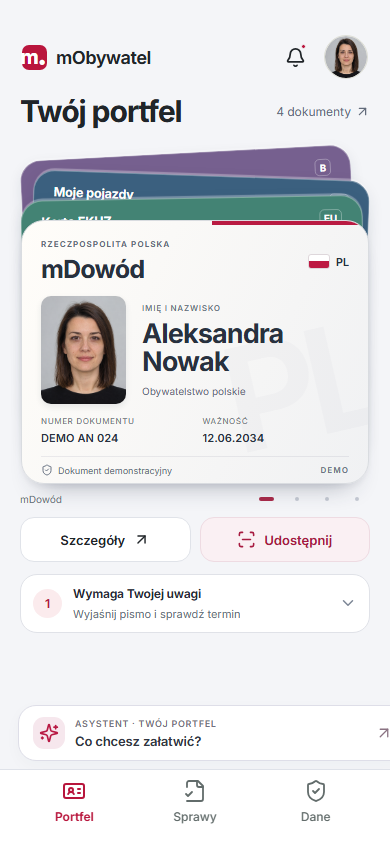 m. mObywatel
Twój portfel
4 dokumenty
B
Moje pojazdy
EU
RZECZPOSPOLITA POLSKA
mDowód
PL
IMIĘ I NAZWISKO
Aleksandra
Nowak
Obywatelstwo polskie
PL
NUMER DOKUMENTU
WAŻNOŚĆ
DEMO AN 024
12.06.2034
Dokument demonstracyjny
DEMO
mDowód
Szczegóły
Udostępnij
1
Wymaga Twojej uwagi
Wyjaśnij pismo i sprawdź termin
ASYSTENT · TWÓJ PORTFEL
Co chcesz załatwić?
Portfel
Sprawy
Dane